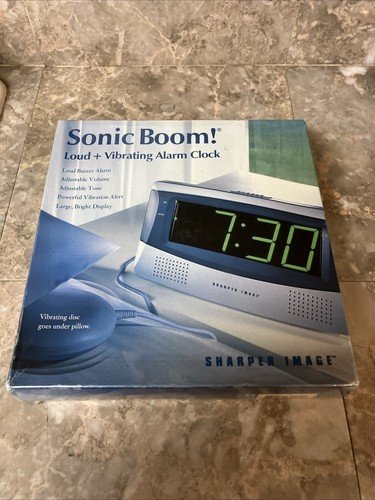 Sonic Boom!®
Loud + Vibrating Alarm Clock
Loud Buzzer Alarm
Adjustable Volume
Adjustable Tone
Powerful Vibration Alert
Large, Bright Display
7:30
SHARPER IMAGE
Vibrating disc
goes under pillow.
SHARPER IMAGE™